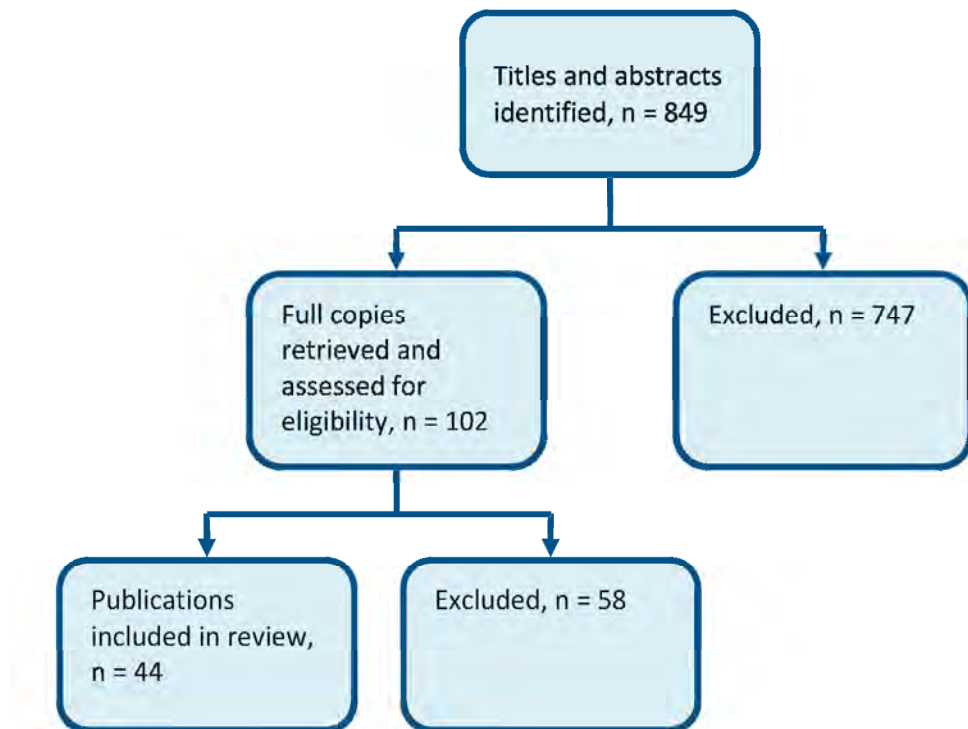 Titles and abstracts
identified, n = 849
Full copies
retrieved and
assessed for
eligibility, n = 102
Excluded, n = 747
Publications
included in review,
n = 44
Excluded, n = 58